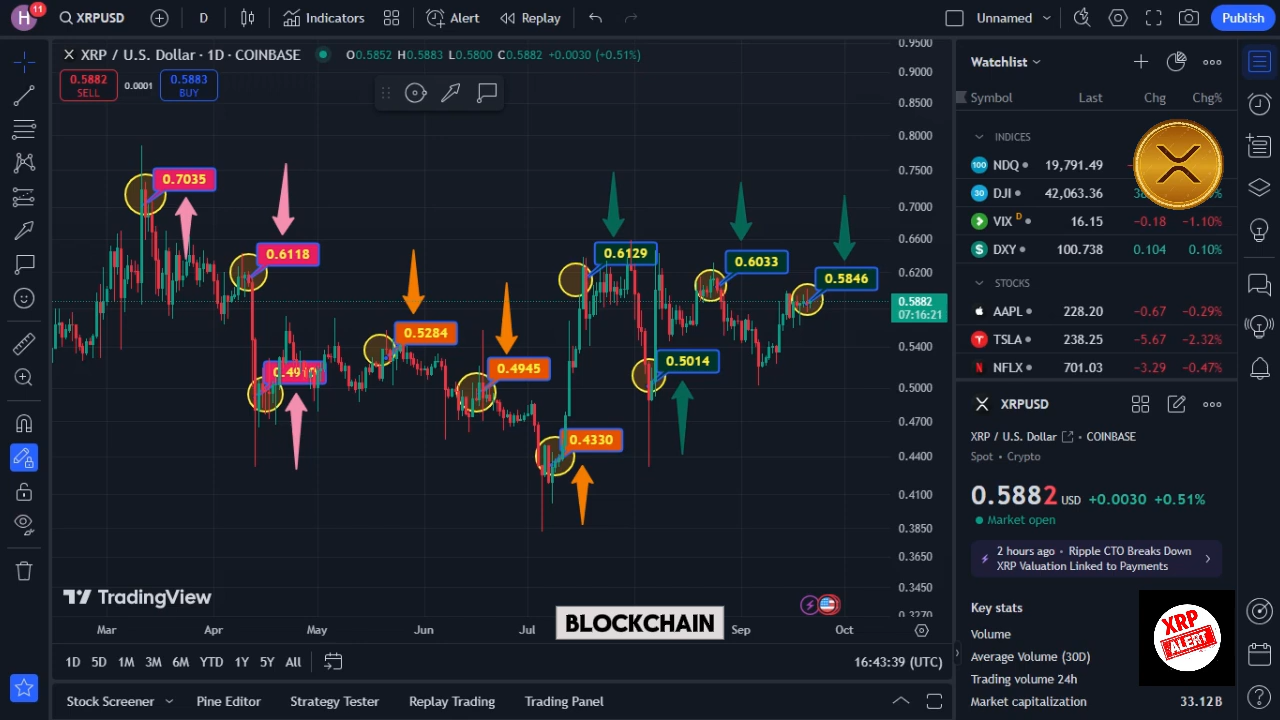 H
11
XRPUSD
D
Indicators
Alert
Replay
Unnamed
Publish
XRP / U.S. Dollar · 1D · COINBASE
O0.5852 H0.5883 L0.5800 C0.5882 +0.0030 (+0.51%)
0.5882
SELL
0.0001
0.5883
BUY
0.7035
0.6118
0.5284
0.4945
0.4330
0.6129
0.5014
0.6033
0.5846
0.9500
0.9000
0.8500
0.8000
0.7500
0.7000
0.6600
0.6200
0.5882
07:16:21
0.5400
0.5000
0.4700
0.4400
0.4100
0.3850
0.3650
0.3450
0.3270
TradingView
BLOCKCHAIN
Mar
Apr
May
Jun
Jul
Sep
Oct
1D
5D
1M
3M
6M
YTD
1Y
5Y
All
16:43:39 (UTC)
Stock Screener
Pine Editor
Strategy Tester
Replay Trading
Trading Panel
Watchlist
Symbol
Last
Chg
Chg%
INDICES
100
NDQ
19,791.49
30
DJI
42,063.36
VIX D
16.15
−0.18
−1.10%
$
DXY
100.738
0.104
0.10%
STOCKS
AAPL
228.20
−0.67
−0.29%
TSLA
238.25
−5.67
−2.32%
NFLX
701.03
−3.29
−0.47%
XRPUSD
XRP / U.S. Dollar
COINBASE
Spot • Crypto
0.5882 USD +0.0030 +0.51%
Market open
2 hours ago • Ripple CTO Breaks Down
XRP Valuation Linked to Payments
Key stats
Volume
Average Volume (30D)
Trading volume 24h
Market capitalization
33.12B
XRP
ALERT